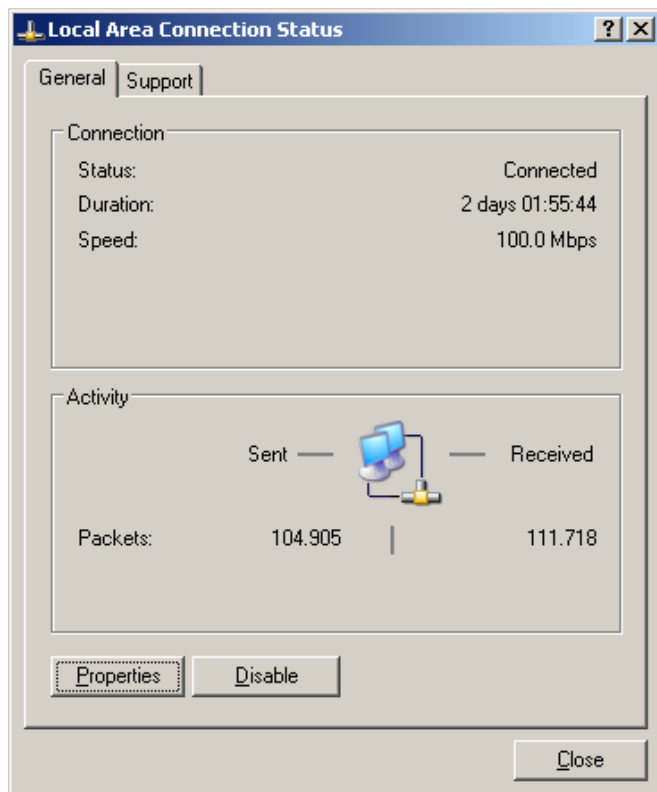 Local Area Connection Status
General Support
Connection
Status: Connected
Duration: 2 days 01:55:44
Speed: 100.0 Mbps
Activity
Sent Received
Packets: 104.905 111.718
Properties Disable
Close